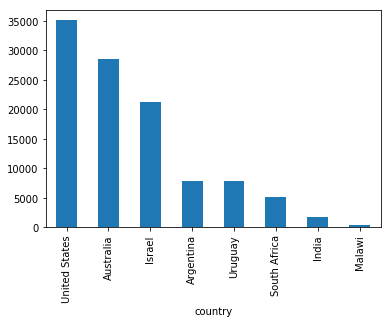 35000
30000
25000
20000
15000
10000
5000
0
United States
Australia
Israel
Argentina
Uruguay
South Africa
India
Malawi
country